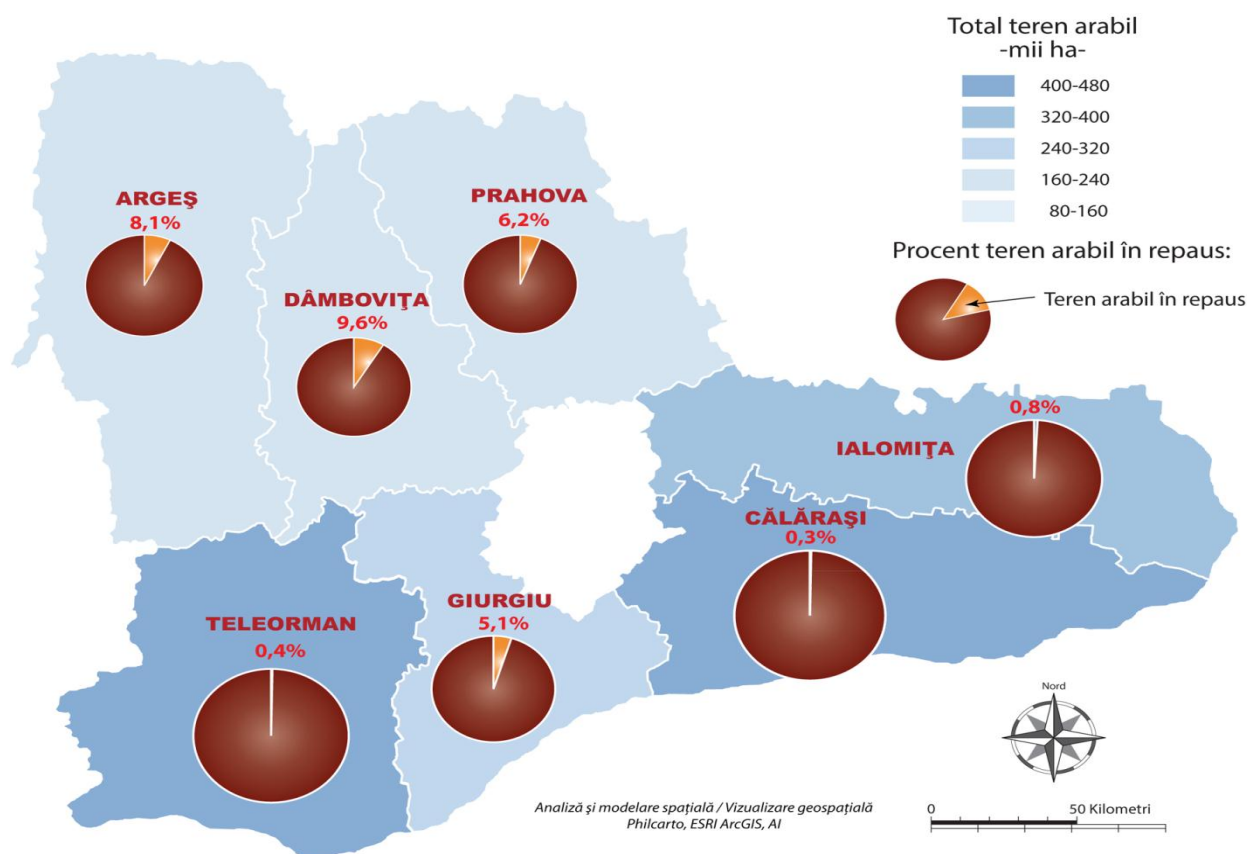 Total teren arabil
-mii ha-
400-480
320-400
240-320
160-240
80-160
Procent teren arabil în repaus:
Teren arabil în repaus
ARGEŞ
8,1%
PRAHOVA
6,2%
DÂMBOVIŢA
9,6%
IALOMIŢA
0,8%
CĂLĂRAŞI
0,3%
GIURGIU
5,1%
TELEORMAN
0,4%
Nord
Analiză şi modelare spaţială / Vizualizare geospaţială
Philcarto, ESRI ArcGIS, AI
0 50 Kilometri